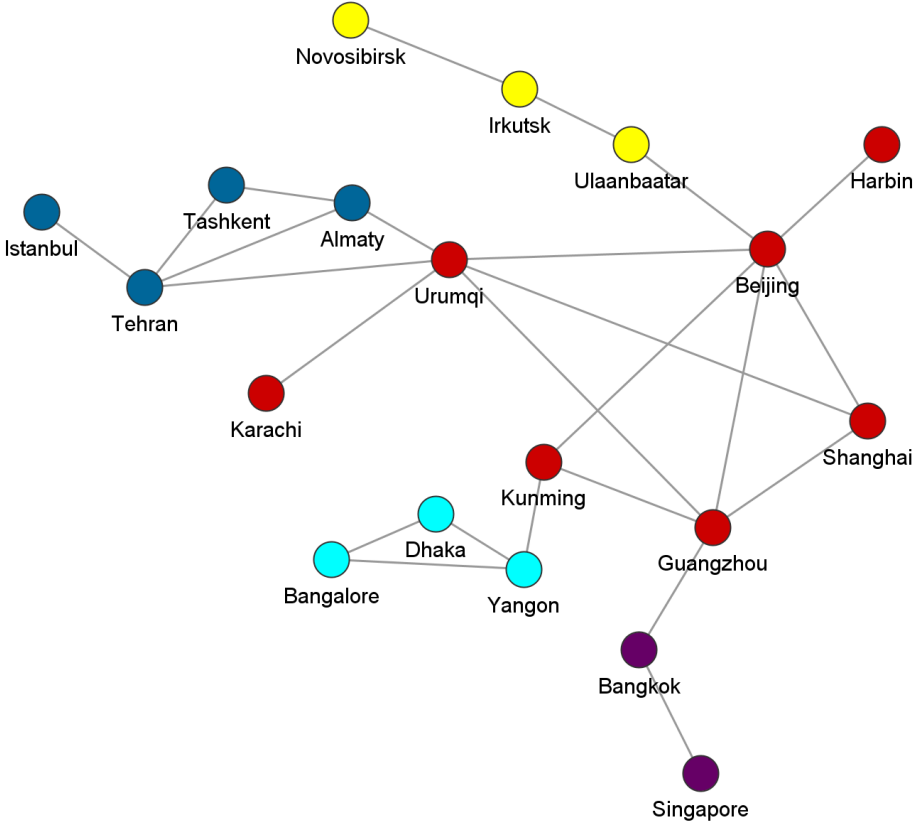 Novosibirsk
Irkutsk
Ulaanbaatar
Harbin
Tashkent
Almaty
Istanbul
Beijing
Urumqi
Tehran
Karachi
Shanghai
Kunming
Dhaka
Guangzhou
Bangalore
Yangon
Bangkok
Singapore